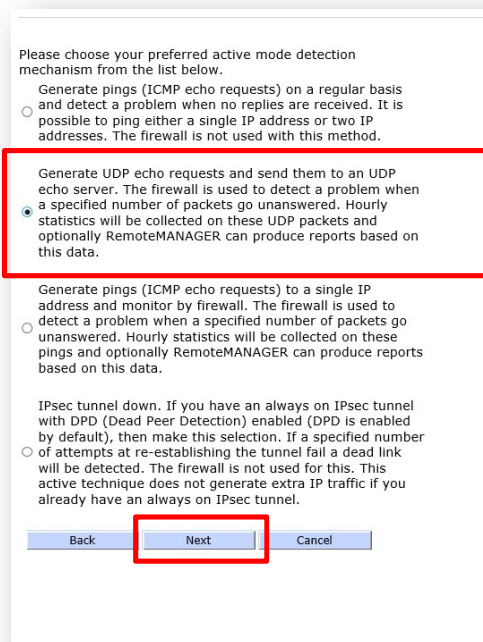 Please choose your preferred active mode detection
mechanism from the list below.
Generate pings (ICMP echo requests) on a regular basis
and detect a problem when no replies are received. It is
possible to ping either a single IP address or two IP
addresses. The firewall is not used with this method.
Generate UDP echo requests and send them to an UDP
echo server. The firewall is used to detect a problem when
a specified number of packets go unanswered. Hourly
statistics will be collected on these UDP packets and
optionally RemoteMANAGER can produce reports based on
this data.
Generate pings (ICMP echo requests) to a single IP
address and monitor by firewall. The firewall is used to
detect a problem when a specified number of packets go
unanswered. Hourly statistics will be collected on these
pings and optionally RemoteMANAGER can produce reports
based on this data.
IPsec tunnel down. If you have an always on IPsec tunnel
with DPD (Dead Peer Detection) enabled (DPD is enabled
by default), then make this selection. If a specified number
of attempts at re-establishing the tunnel fail a dead link
will be detected. The firewall is not used for this. This
active technique does not generate extra IP traffic if you
already have an always on IPsec tunnel.
Back Next Cancel